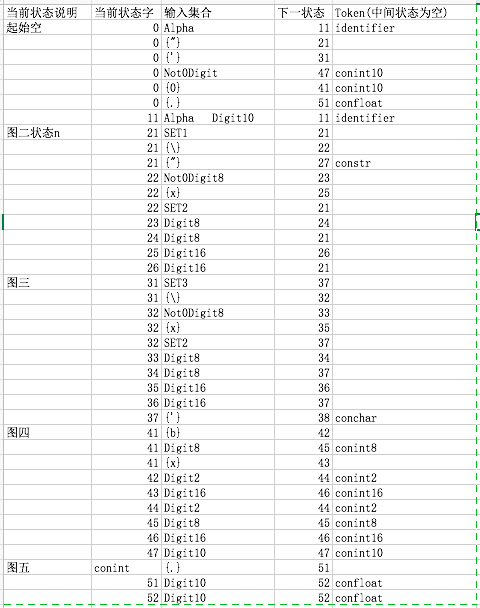 当前状态说明 当前状态字 输入集合 下一状态 Token(中间状态为空)
起始空 0 Alpha 11 identifier
0 {"} 21
0 {'} 31
0 Not0Digit 47 conint10
0 {0} 41 conint10
0 {.} 51 confloat
11 Alpha Digit10 11 identifier
图二状态n 21 SET1 21
21 {\} 22
21 {"} 27 constr
22 Not0Digit8 23
22 {x} 25
22 SET2 21
23 Digit8 24
24 Digit8 21
25 Digit16 26
26 Digit16 21
图三 31 SET3 37
31 {\} 32
32 Not0Digit8 33
32 {x} 35
32 SET2 37
33 Digit8 34
34 Digit8 37
35 Digit16 36
36 Digit16 37
37 {'} 38 conchar
图四 41 {b} 42
41 Digit8 45 conint8
41 {x} 43
42 Digit2 44 conint2
43 Digit16 46 conint16
44 Digit2 44 conint2
45 Digit8 45 conint8
46 Digit16 46 conint16
47 Digit10 47 conint10
图五 conint {.} 51
51 Digit10 52 confloat
52 Digit10 52 confloat